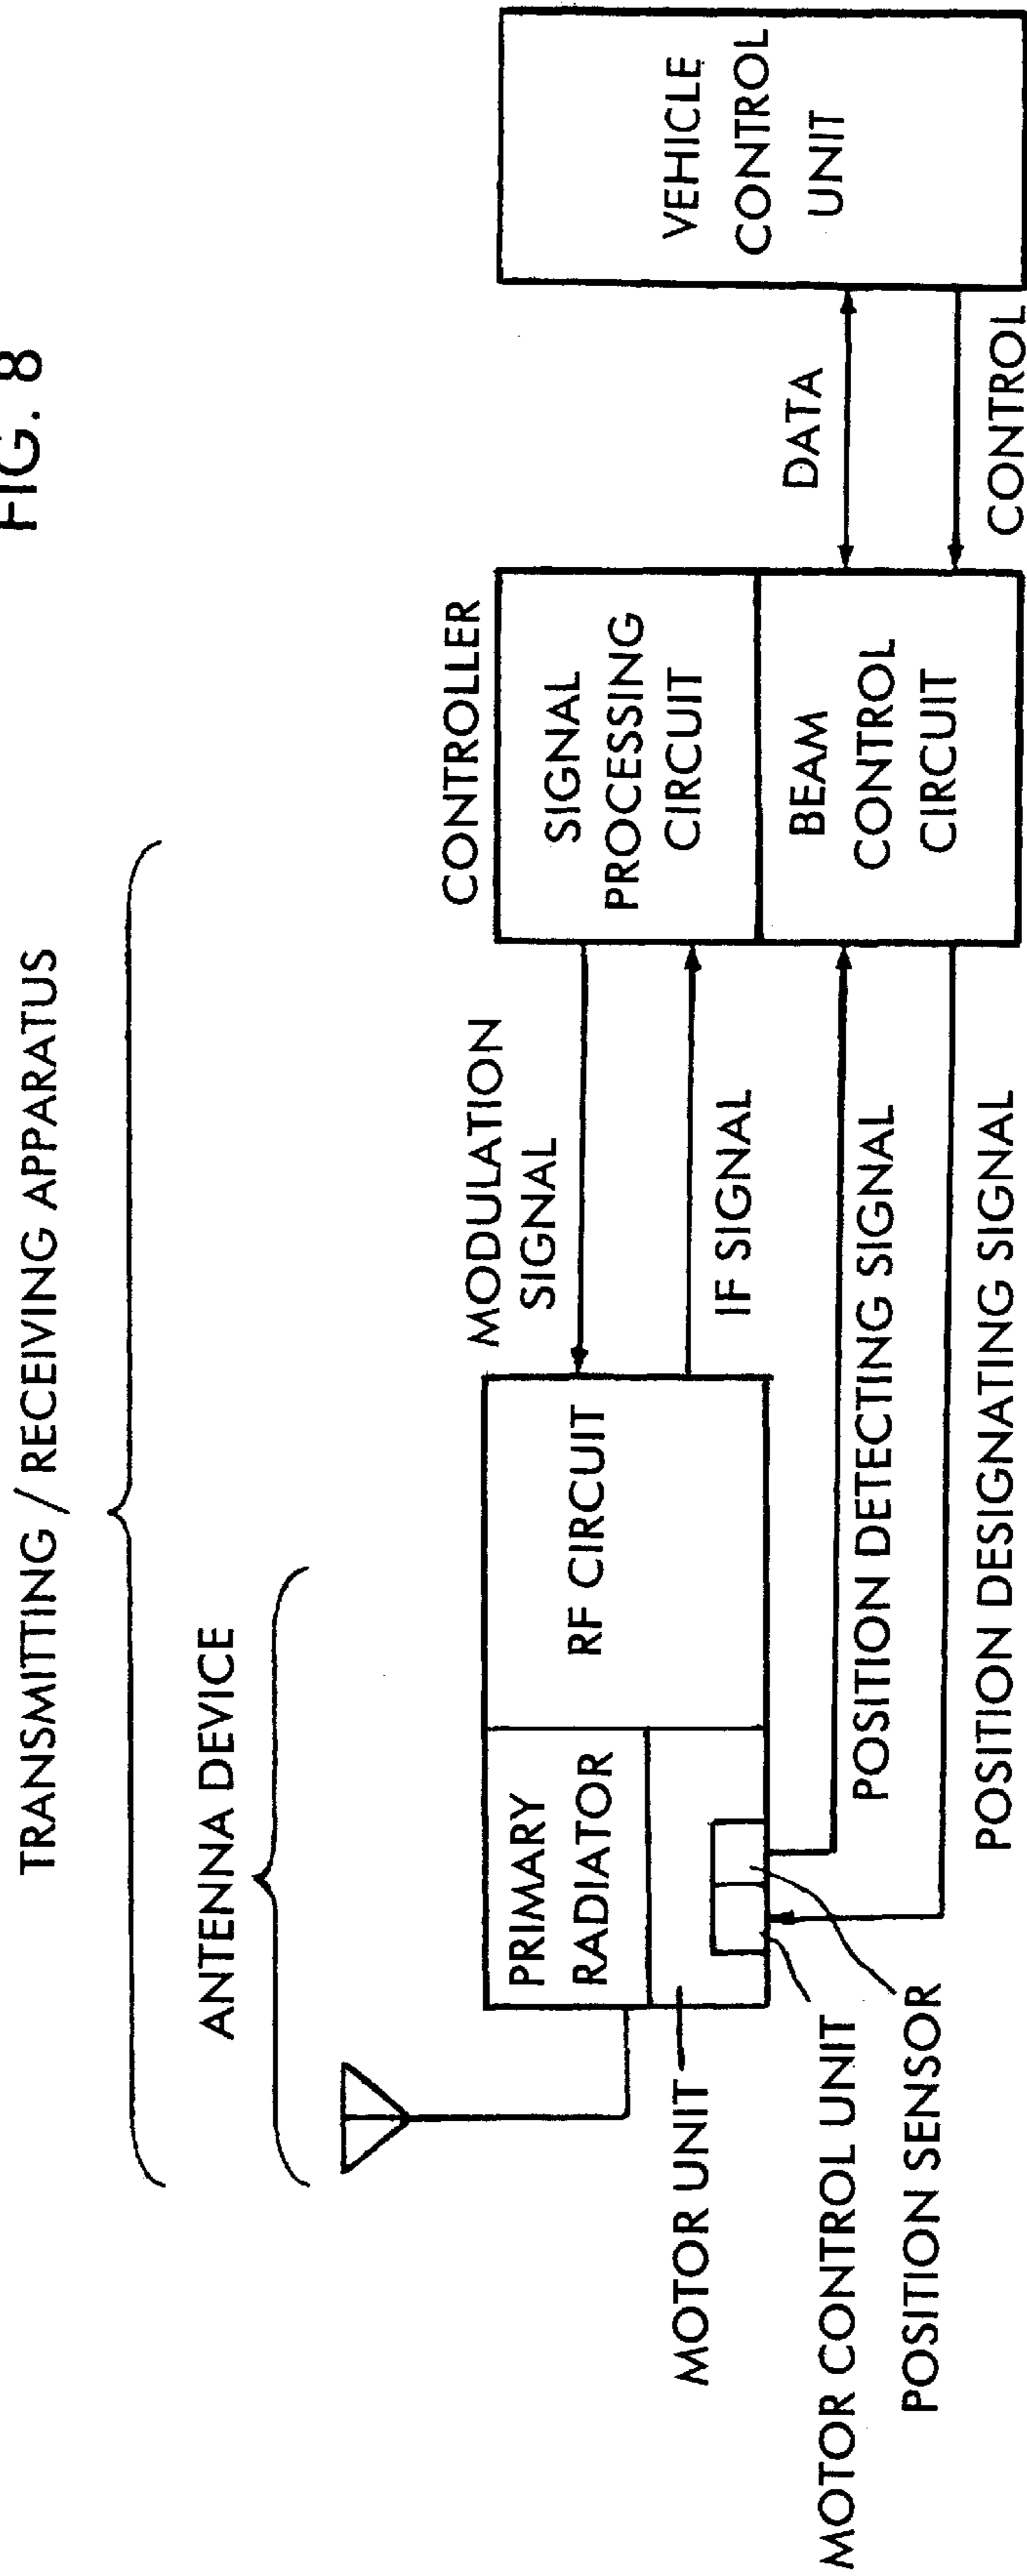 FIG. 8
TRANSMITTING / RECEIVING APPARATUS
ANTENNA DEVICE
PRIMARY
RADIATOR
RF CIRCUIT
MOTOR UNIT
MOTOR CONTROL UNIT
POSITION SENSOR
MODULATION
SIGNAL
IF SIGNAL
POSITION DETECTING SIGNAL
POSITION DESIGNATING SIGNAL
CONTROLLER
SIGNAL
PROCESSING
CIRCUIT
BEAM
CONTROL
CIRCUIT
DATA
CONTROL
VEHICLE
CONTROL
UNIT